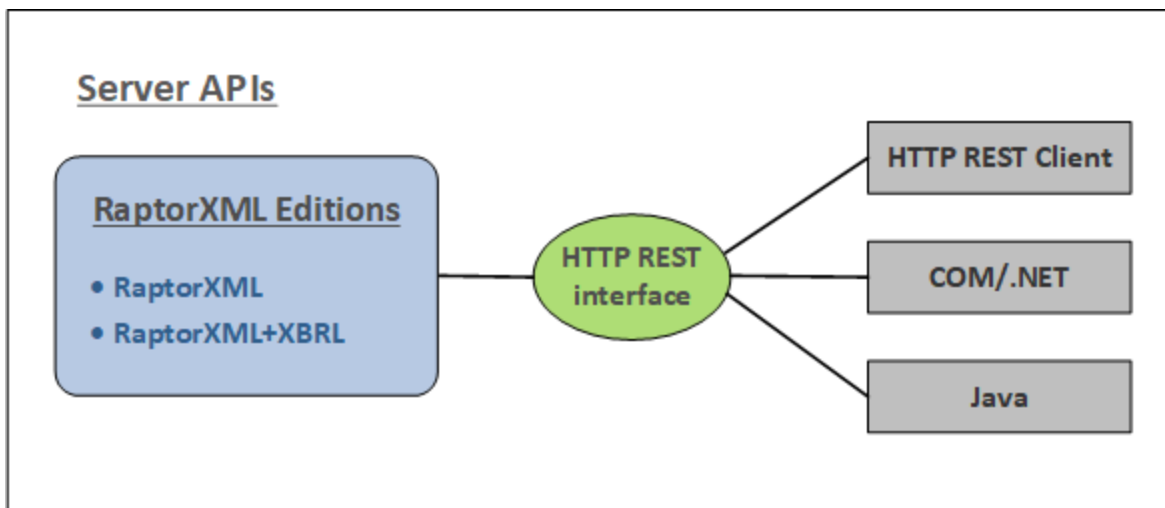 Server APIs
RaptorXML Editions
• RaptorXML
• RaptorXML+XBRL
HTTP REST
interface
HTTP REST Client
COM/.NET
Java